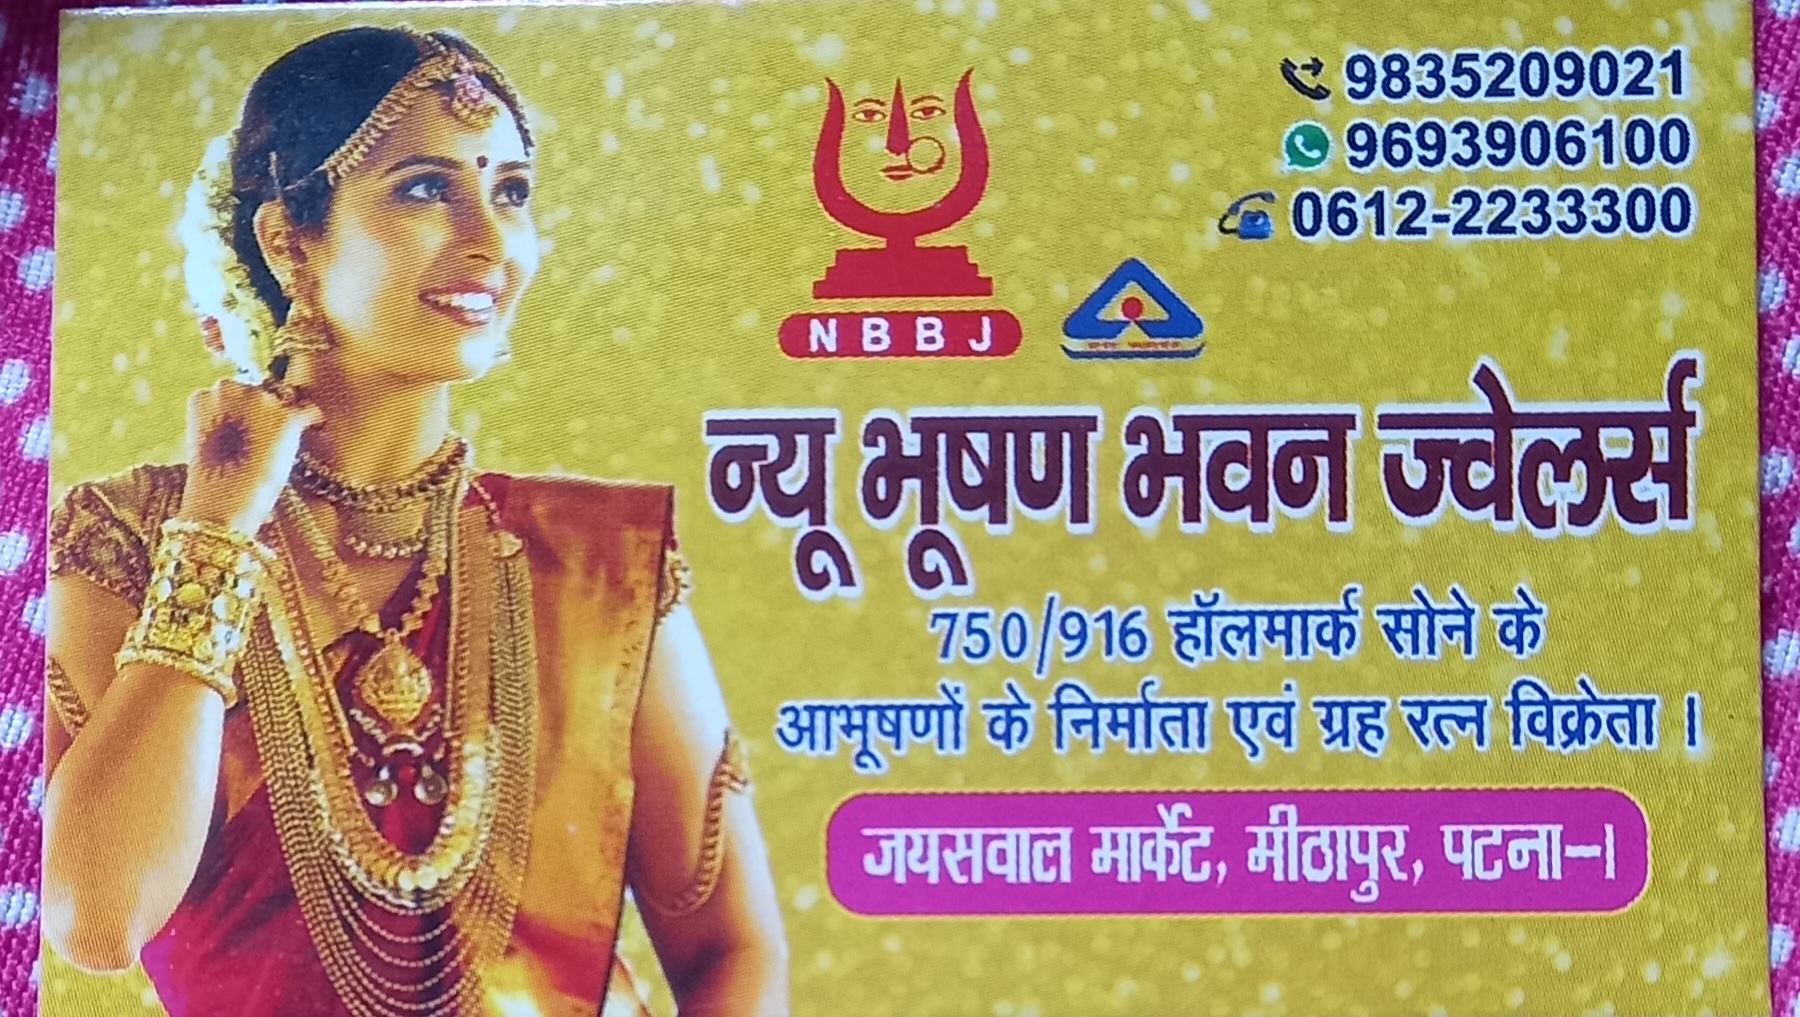 9835209021
9693906100
0612-2233300
NBBJ
न्यू भूषण भवन ज्वेलर्स
750/916 हॉलमार्क सोने के
आभूषणों के निर्माता एवं ग्रह रत्न विक्रेता ।
जयसवाल मार्केट, मीठापुर, पटना-1